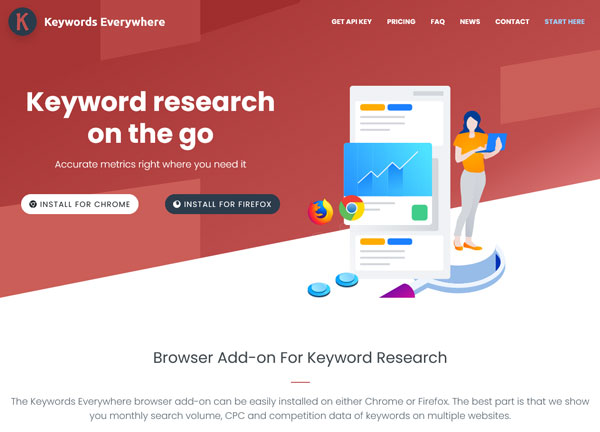 K Keywords Everywhere
GET API KEY PRICING FAQ NEWS CONTACT START HERE
Keyword research
on the go
Accurate metrics right where you need it
INSTALL FOR CHROME INSTALL FOR FIREFOX
Browser Add-on For Keyword Research
The Keywords Everywhere browser add-on can be easily installed on either Chrome or Firefox. The best part is that we show
you monthly search volume, CPC and competition data of keywords on multiple websites.